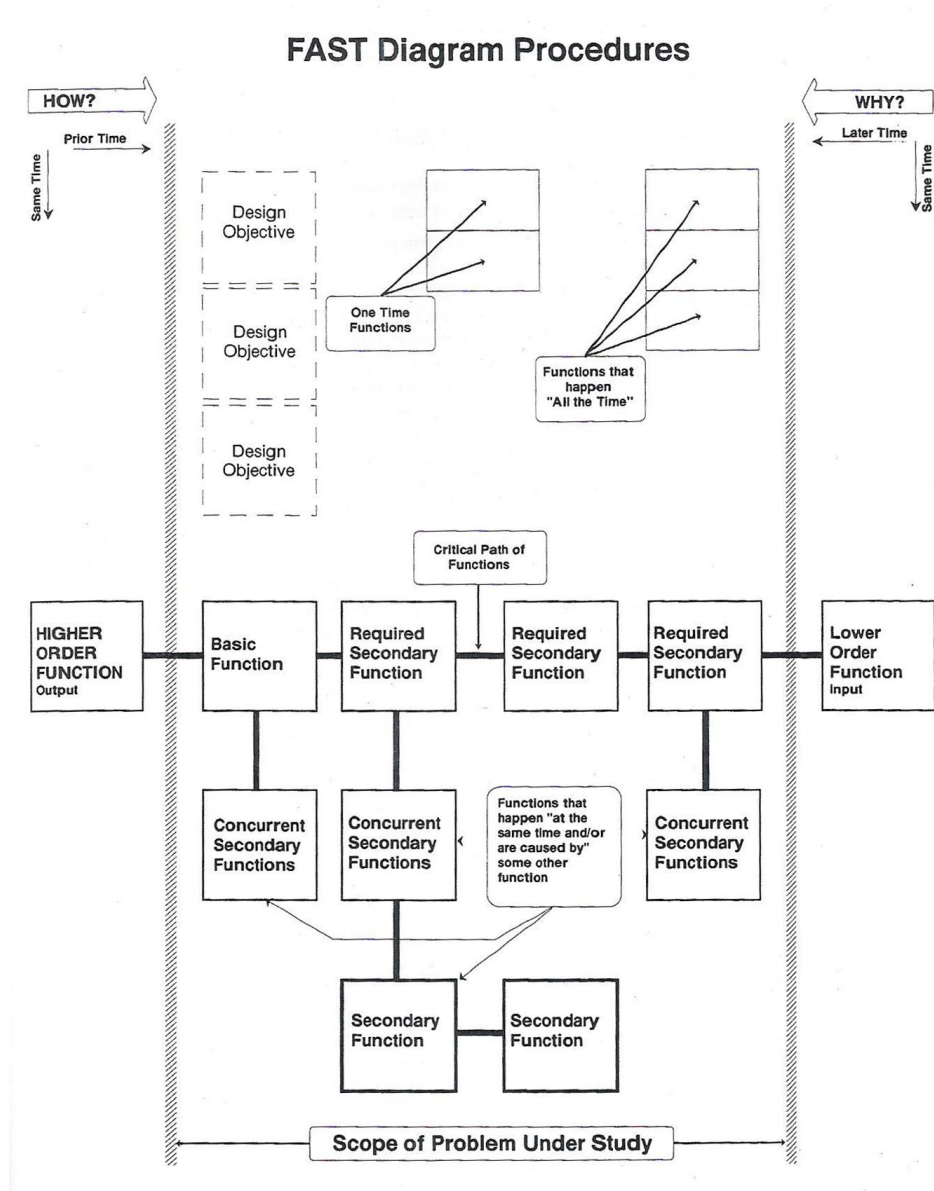 FAST Diagram Procedures
HOW?
WHY?
Prior Time
Later Time
Same Time
Same Time
Design
Objective
Design
Objective
Design
Objective
One Time
Functions
Functions that
happen
"All the Time"
Critical Path of
Functions
HIGHER
ORDER
FUNCTION
Output
Basic
Function
Required
Secondary
Function
Required
Secondary
Function
Required
Secondary
Function
Lower
Order
Function
Input
Concurrent
Secondary
Functions
Concurrent
Secondary
Functions
Functions that
happen "at the
same time and/or
are caused by"
some other
function
Concurrent
Secondary
Functions
Secondary
Function
Secondary
Function
Scope of Problem Under Study